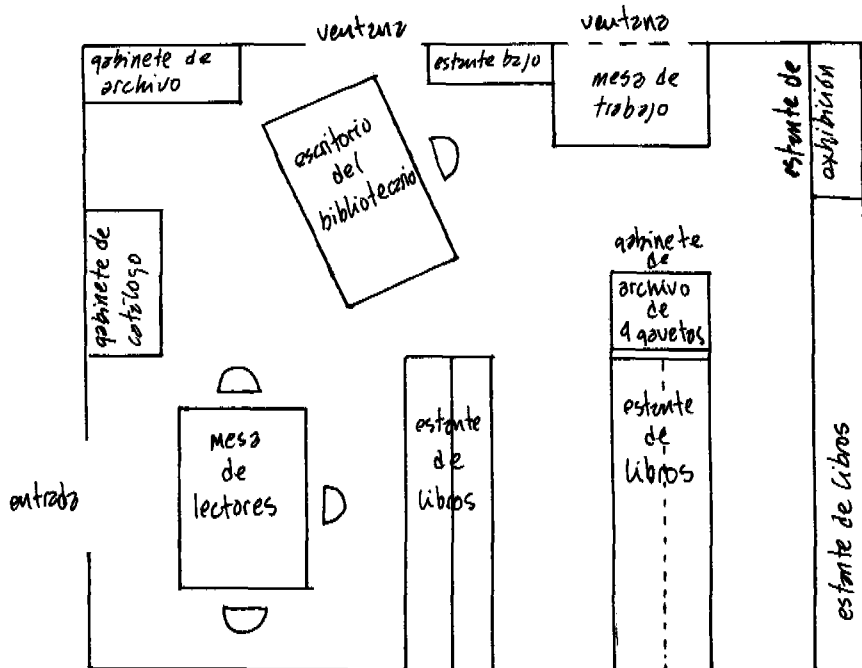 ventana
ventana
gabinete de
archivo
estante bajo
mesa de
trabajo
estante de
exhibición
escritorio
del
bibliotecario
gabinete de
catálogo
gabinete
de
archivo
de
4 gavetas
mesa
de
lectores
estante
de
libros
estante
de
libros
entrada
estante de libros